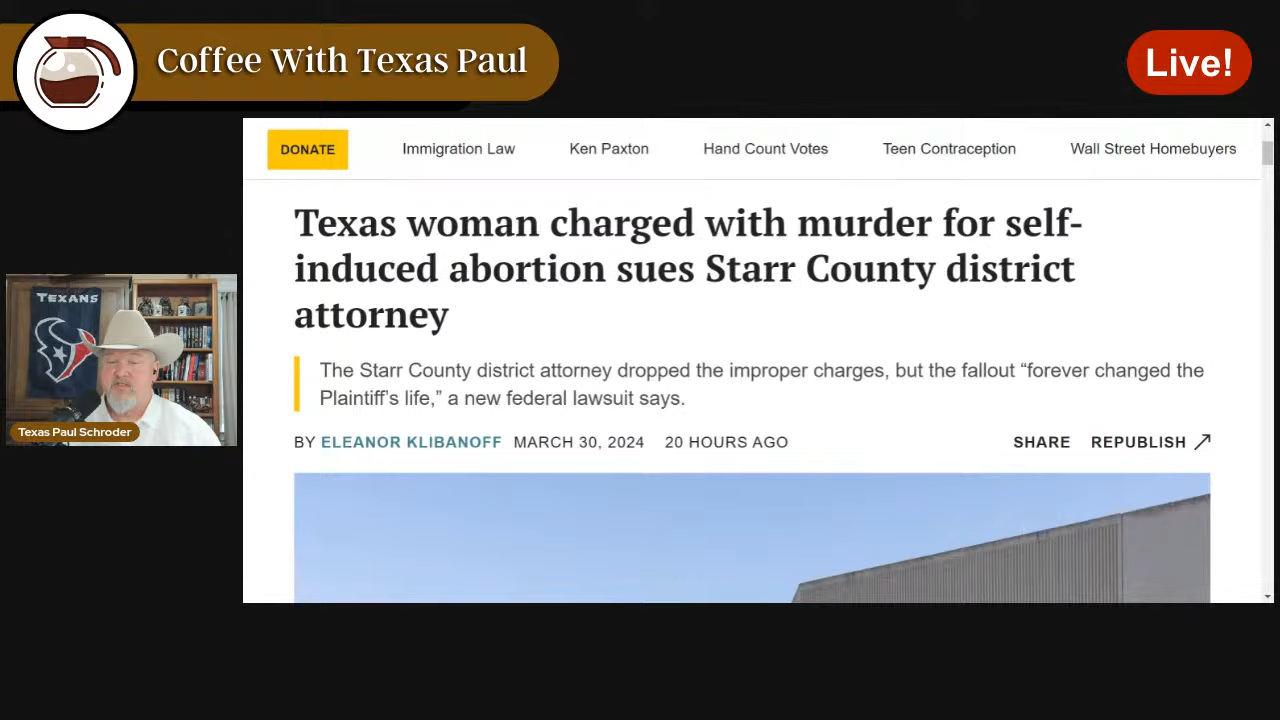 Coffee With Texas Paul
Live!
DONATE
Immigration Law
Ken Paxton
Hand Count Votes
Teen Contraception
Wall Street Homebuyers
Texas woman charged with murder for self-
induced abortion sues Starr County district
attorney
The Starr County district attorney dropped the improper charges, but the fallout “forever changed the
Plaintiff’s life,” a new federal lawsuit says.
BY ELEANOR KLIBANOFF MARCH 30, 2024 20 HOURS AGO
SHARE REPUBLISH
TEXANS
Texas Paul Schroder